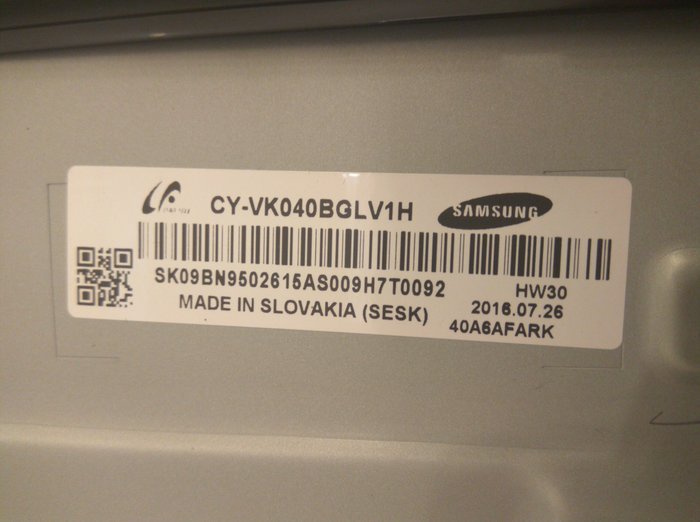 CY-VK040BGLV1H
SAMSUNG
SK09BN9502615AS009H7T0092
HW30
MADE IN SLOVAKIA (SESK)
2016.07.26
40A6AFARK